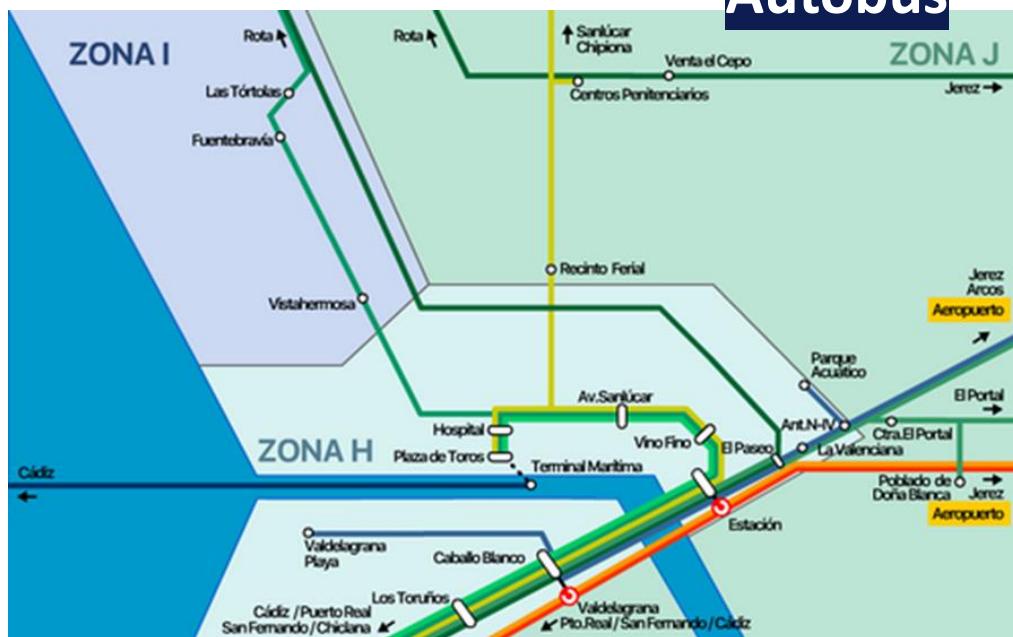 Autobús
ZONA I
Rota
Rota
Sanlúcar
Chipiona
Venta el Cepo
ZONA J
Las Tórtolas
Centros Penitenciarios
Jerez
Fuentebravía
Recinto Ferial
Vistahermosa
Jerez
Arcos
Aeropuerto
Parque
Acuático
Av.Sanlúcar
El Portal
Hospital
Vino Fino
Ant.N-IV
Ctra.El Portal
ZONA H
Plaza de Toros
El Paseo
La Valenciana
Cádiz
Terminal Marítima
Poblado de
Doña Blanca
Jerez
Aeropuerto
Estación
Valdelagrana
Playa
Caballo Blanco
Los Toruños
Cádiz / Puerto Real
San Fernando / Chiclana
Valdelagrana
Pto.Real / San Fernando / Cádiz